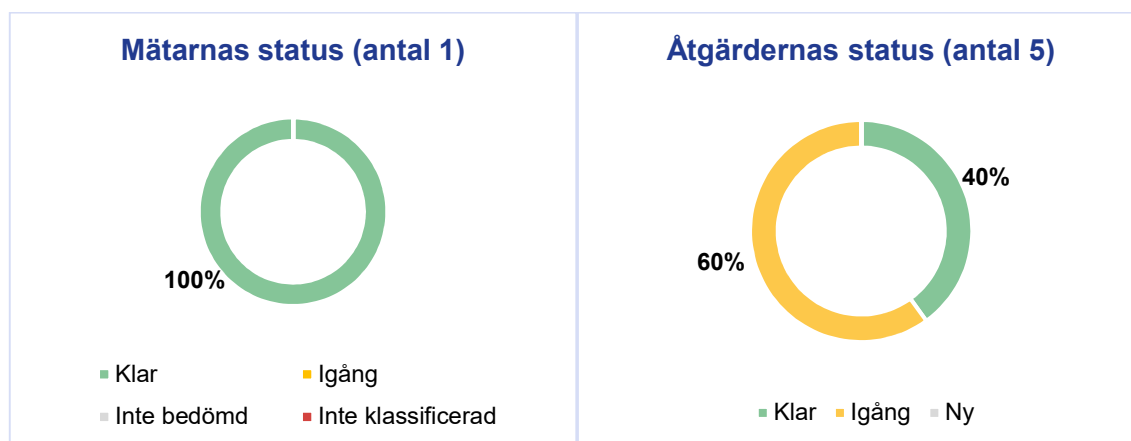 Mätarnas status (antal 1)
100%
Klar
Igång
Inte bedömd
Inte klassificerad
Åtgärdernas status (antal 5)
40%
60%
Klar
Igång
Ny